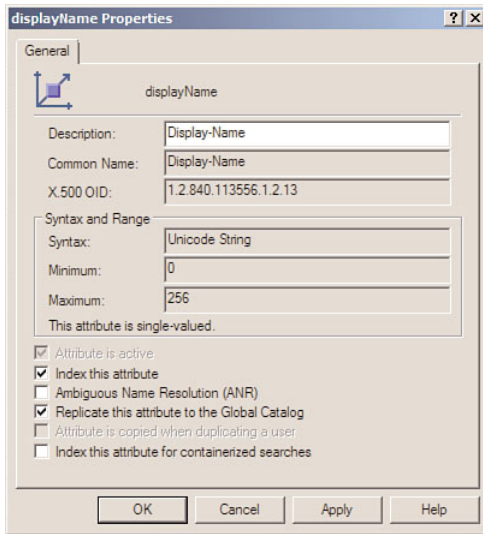 displayName Properties
General
displayName
Description: Display-Name
Common Name: Display-Name
X.500 OID: 1.2.840.113556.1.2.13
Syntax and Range
Syntax: Unicode String
Minimum: 0
Maximum: 256
This attribute is single-valued.
Attribute is active
Index this attribute
Ambiguous Name Resolution (ANR)
Replicate this attribute to the Global Catalog
Attribute is copied when duplicating a user
Index this attribute for containerized searches
OK Cancel Apply Help